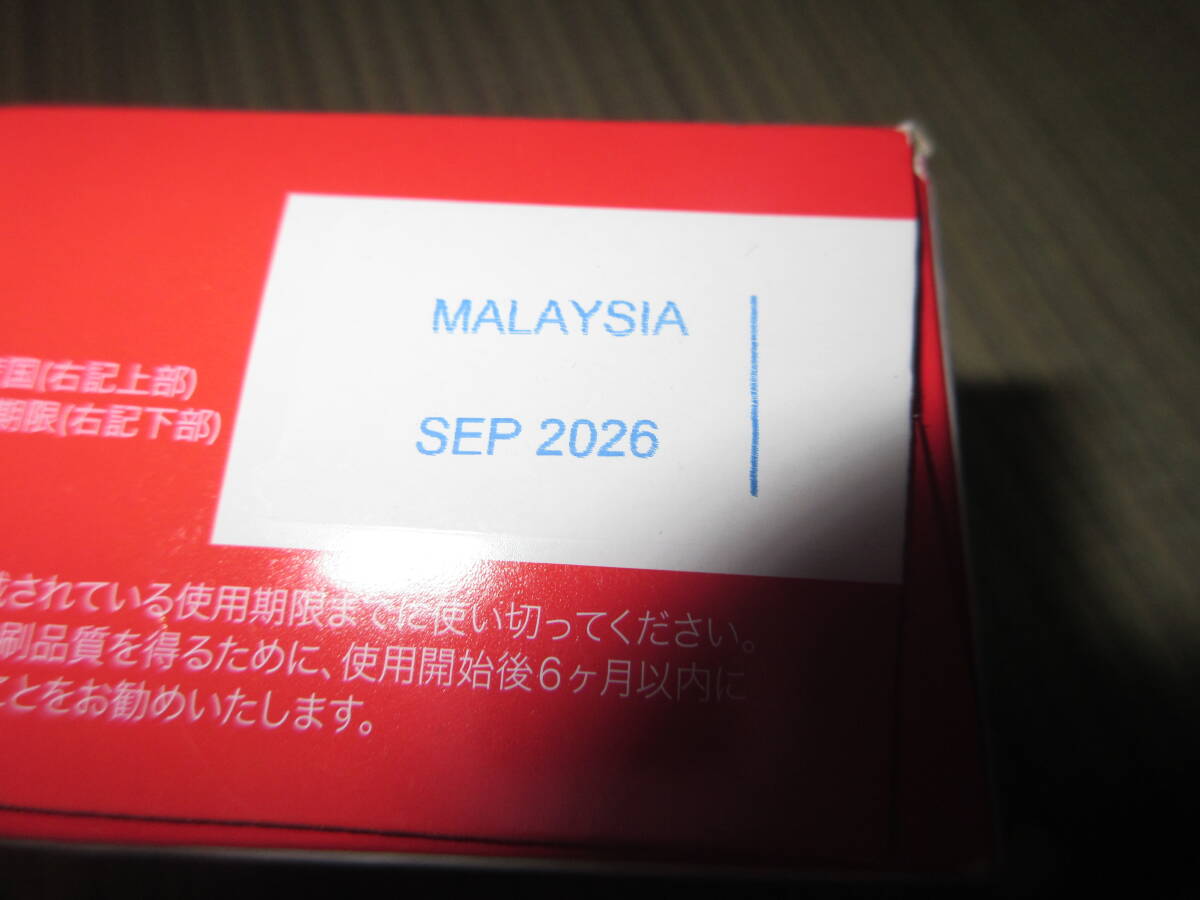 MALAYSIA
国(右記上部)
SEP 2026
期限(右記下部)
されている使用期限までに使い切ってください。
刷品質を得るために、使用開始後6ヶ月以内に
ことをお勧めいたします。